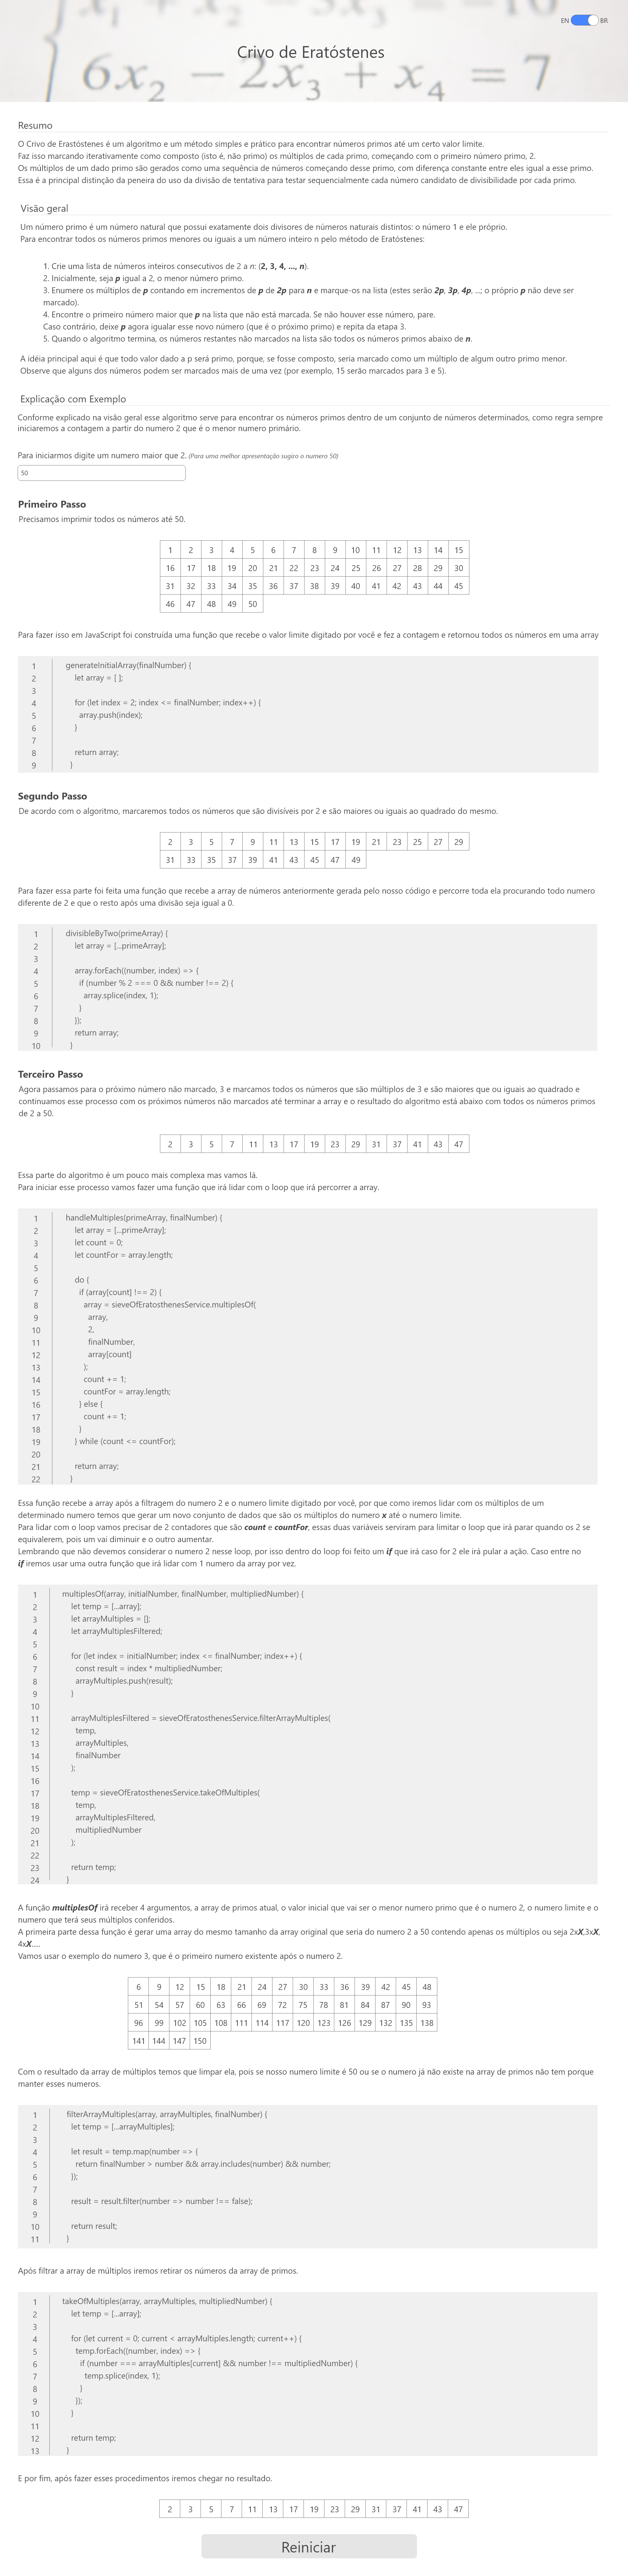 EN BR
Crivo de Eratóstenes
6x₂ − 2x₃ + x₄ = 7
Resumo
O Crivo de Erastóstenes é um algoritmo e um método simples e prático para encontrar números primos até um certo valor limite.
Faz isso marcando iterativamente como composto (isto é, não primo) os múltiplos de cada primo, começando com o primeiro número primo, 2.
Os múltiplos de um dado primo são gerados como uma sequência de números começando desse primo, com diferença constante entre eles igual a esse primo.
Essa é a principal distinção da peneira do uso da divisão de tentativa para testar sequencialmente cada número candidato de divisibilidade por cada primo.
Visão geral
Um número primo é um número natural que possui exatamente dois divisores de números naturais distintos: o número 1 e ele próprio.
Para encontrar todos os números primos menores ou iguais a um número inteiro n pelo método de Eratóstenes:
1. Crie uma lista de números inteiros consecutivos de 2 a n: (2, 3, 4, ..., n).
2. Inicialmente, seja p igual a 2, o menor número primo.
3. Enumere os múltiplos de p contando em incrementos de p de 2p para n e marque-os na lista (estes serão 2p, 3p, 4p, ...; o próprio p não deve ser
marcado).
4. Encontre o primeiro número maior que p na lista que não está marcada. Se não houver esse número, pare.
Caso contrário, deixe p agora igualar esse novo número (que é o próximo primo) e repita da etapa 3.
5. Quando o algoritmo termina, os números restantes não marcados na lista são todos os números primos abaixo de n.
A idéia principal aqui é que todo valor dado a p será primo, porque, se fosse composto, seria marcado como um múltiplo de algum outro primo menor.
Observe que alguns dos números podem ser marcados mais de uma vez (por exemplo, 15 serão marcados para 3 e 5).
Explicação com Exemplo
Conforme explicado na visão geral esse algoritmo serve para encontrar os números primos dentro de um conjunto de números determinados, como regra sempre
iniciaremos a contagem a partir do numero 2 que é o menor numero primário.
Para iniciarmos digite um numero maior que 2. (Para uma melhor apresentação sugiro o numero 50)
50
Primeiro Passo
Precisamos imprimir todos os números até 50.
1 2 3 4 5 6 7 8 9 10 11 12 13 14 15
16 17 18 19 20 21 22 23 24 25 26 27 28 29 30
31 32 33 34 35 36 37 38 39 40 41 42 43 44 45
46 47 48 49 50
Para fazer isso em JavaScript foi construída uma função que recebe o valor limite digitado por você e fez a contagem e retornou todos os números em uma array
1 generateInitialArray(finalNumber) {
2 let array = [ ];
3
4 for (let index = 2; index <= finalNumber; index++) {
5 array.push(index);
6 }
7
8 return array;
9 }
Segundo Passo
De acordo com o algoritmo, marcaremos todos os números que são divisíveis por 2 e são maiores ou iguais ao quadrado do mesmo.
2 3 5 7 9 11 13 15 17 19 21 23 25 27 29
31 33 35 37 39 41 43 45 47 49
Para fazer essa parte foi feita uma função que recebe a array de números anteriormente gerada pelo nosso código e percorre toda ela procurando todo numero
diferente de 2 e que o resto após uma divisão seja igual a 0.
1 divisibleByTwo(primeArray) {
2 let array = [...primeArray];
3
4 array.forEach((number, index) => {
5 if (number % 2 === 0 && number !== 2) {
6 array.splice(index, 1);
7 }
8 });
9 return array;
10 }
Terceiro Passo
Agora passamos para o próximo número não marcado, 3 e marcamos todos os números que são múltiplos de 3 e são maiores que ou iguais ao quadrado e
continuamos esse processo com os próximos números não marcados até terminar a array e o resultado do algoritmo está abaixo com todos os números primos
de 2 a 50.
2 3 5 7 11 13 17 19 23 29 31 37 41 43 47
Essa parte do algoritmo é um pouco mais complexa mas vamos lá.
Para iniciar esse processo vamos fazer uma função que irá lidar com o loop que irá percorrer a array.
1 handleMultiples(primeArray, finalNumber) {
2 let array = [...primeArray];
3 let count = 0;
4 let countFor = array.length;
5
6 do {
7 if (array[count] !== 2) {
8 array = sieveOfEratosthenesService.multiplesOf(
9 array,
10 2,
11 finalNumber,
12 array[count]
13 );
14 count += 1;
15 countFor = array.length;
16 } else {
17 count += 1;
18 }
19 } while (count <= countFor);
20
21 return array;
22 }
Essa função recebe a array após a filtragem do numero 2 e o numero limite digitado por você, por que como iremos lidar com os múltiplos de um
determinado numero temos que gerar um novo conjunto de dados que são os múltiplos do numero x até o numero limite.
Para lidar com o loop vamos precisar de 2 contadores que são count e countFor, essas duas variáveis serviram para limitar o loop que irá parar quando os 2 se
equivalerem, pois um vai diminuir e o outro aumentar.
Lembrando que não devemos considerar o numero 2 nesse loop, por isso dentro do loop foi feito um if que irá caso for 2 ele irá pular a ação. Caso entre no
if iremos usar uma outra função que irá lidar com 1 numero da array por vez.
1 multiplesOf(array, initialNumber, finalNumber, multipliedNumber) {
2 let temp = [...array];
3 let arrayMultiples = [];
4 let arrayMultiplesFiltered;
5
6 for (let index = initialNumber; index <= finalNumber; index++) {
7 const result = index * multipliedNumber;
8 arrayMultiples.push(result);
9 }
10
11 arrayMultiplesFiltered = sieveOfEratosthenesService.filterArrayMultiples(
12 temp,
13 arrayMultiples,
14 finalNumber
15 );
16
17 temp = sieveOfEratosthenesService.takeOfMultiples(
18 temp,
19 arrayMultiplesFiltered,
20 multipliedNumber
21 );
22
23 return temp;
24 }
A função multiplesOf irá receber 4 argumentos, a array de primos atual, o valor inicial que vai ser o menor numero primo que é o numero 2, o numero limite e o
numero que terá seus múltiplos conferidos.
A primeira parte dessa função é gerar uma array do mesmo tamanho da array original que seria do numero 2 a 50 contendo apenas os múltiplos ou seja 2xX,3xX,
4xX.....
Vamos usar o exemplo do numero 3, que é o primeiro numero existente após o numero 2.
6 9 12 15 18 21 24 27 30 33 36 39 42 45 48
51 54 57 60 63 66 69 72 75 78 81 84 87 90 93
96 99 102 105 108 111 114 117 120 123 126 129 132 135 138
141 144 147 150
Com o resultado da array de múltiplos temos que limpar ela, pois se nosso numero limite é 50 ou se o numero já não existe na array de primos não tem porque
manter esses numeros.
1 filterArrayMultiples(array, arrayMultiples, finalNumber) {
2 let temp = [...arrayMultiples];
3
4 let result = temp.map(number => {
5 return finalNumber > number && array.includes(number) && number;
6 });
7
8 result = result.filter(number => number !== false);
9
10 return result;
11 }
Após filtrar a array de múltiplos iremos retirar os números da array de primos.
1 takeOfMultiples(array, arrayMultiples, multipliedNumber) {
2 let temp = [...array];
3
4 for (let current = 0; current < arrayMultiples.length; current++) {
5 temp.forEach((number, index) => {
6 if (number === arrayMultiples[current] && number !== multipliedNumber) {
7 temp.splice(index, 1);
8 }
9 });
10 }
11
12 return temp;
13 }
E por fim, após fazer esses procedimentos iremos chegar no resultado.
2 3 5 7 11 13 17 19 23 29 31 37 41 43 47
Reiniciar